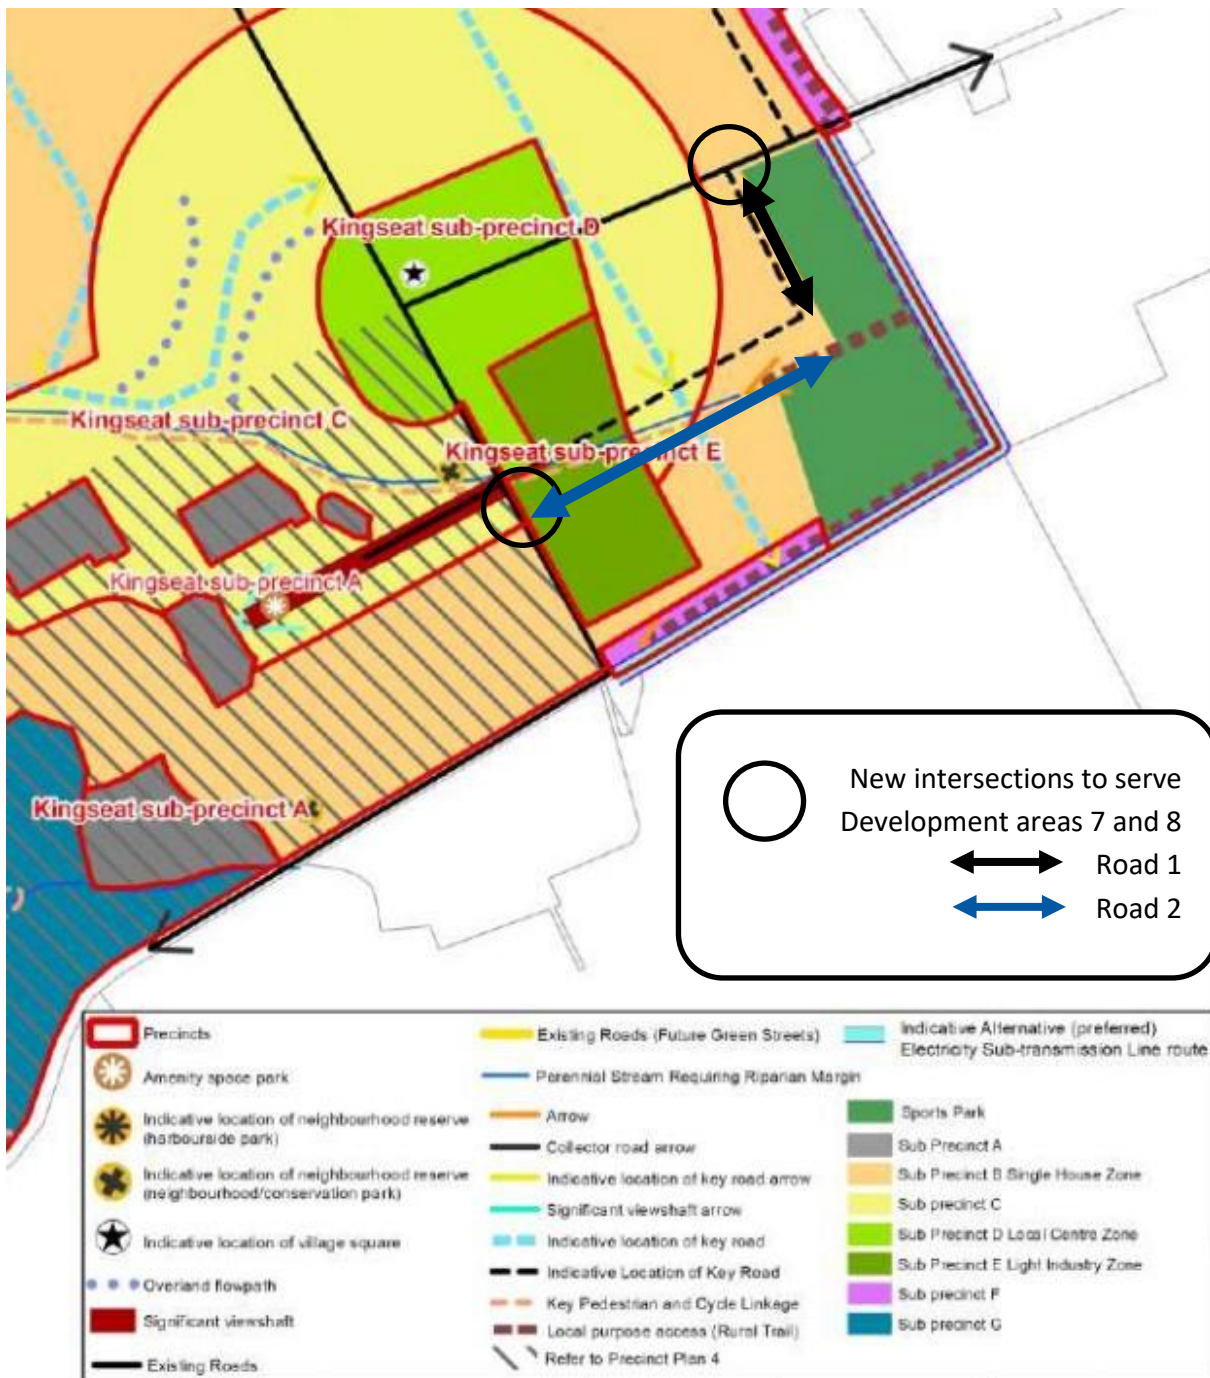 Kingseat sub-precinct D
Kingseat sub-precinct C
Kingseat sub-precinct E
Kingseat sub-precinct A
Kingseat sub-precinct A
New intersections to serve
Development areas 7 and 8
Road 1
Road 2
Precincts
Amenity space park
Indicative location of neighbourhood reserve
(harbourside park)
Indicative location of neighbourhood reserve
(neighbourhood/conservation park)
Indicative location of village square
Overland flowpath
Significant viewshaft
Existing Roads
Existing Roads (Future Green Streets)
Perennial Stream Requiring Riparian Margin
Arrow
Collector road arrow
Indicative location of key road arrow
Significant viewshaft arrow
Indicative location of key road
Indicative Location of Key Road
Key Pedestrian and Cycle Linkage
Local purpose access (Rural Trail)
Refer to Precinct Plan 4
Indicative Alternative (preferred)
Electricity Sub-transmission Line route
Sports Park
Sub Precinct A
Sub Precinct B Single House Zone
Sub precinct C
Sub Precinct D Local Centre Zone
Sub Precinct E Light Industry Zone
Sub precinct F
Sub precinct G